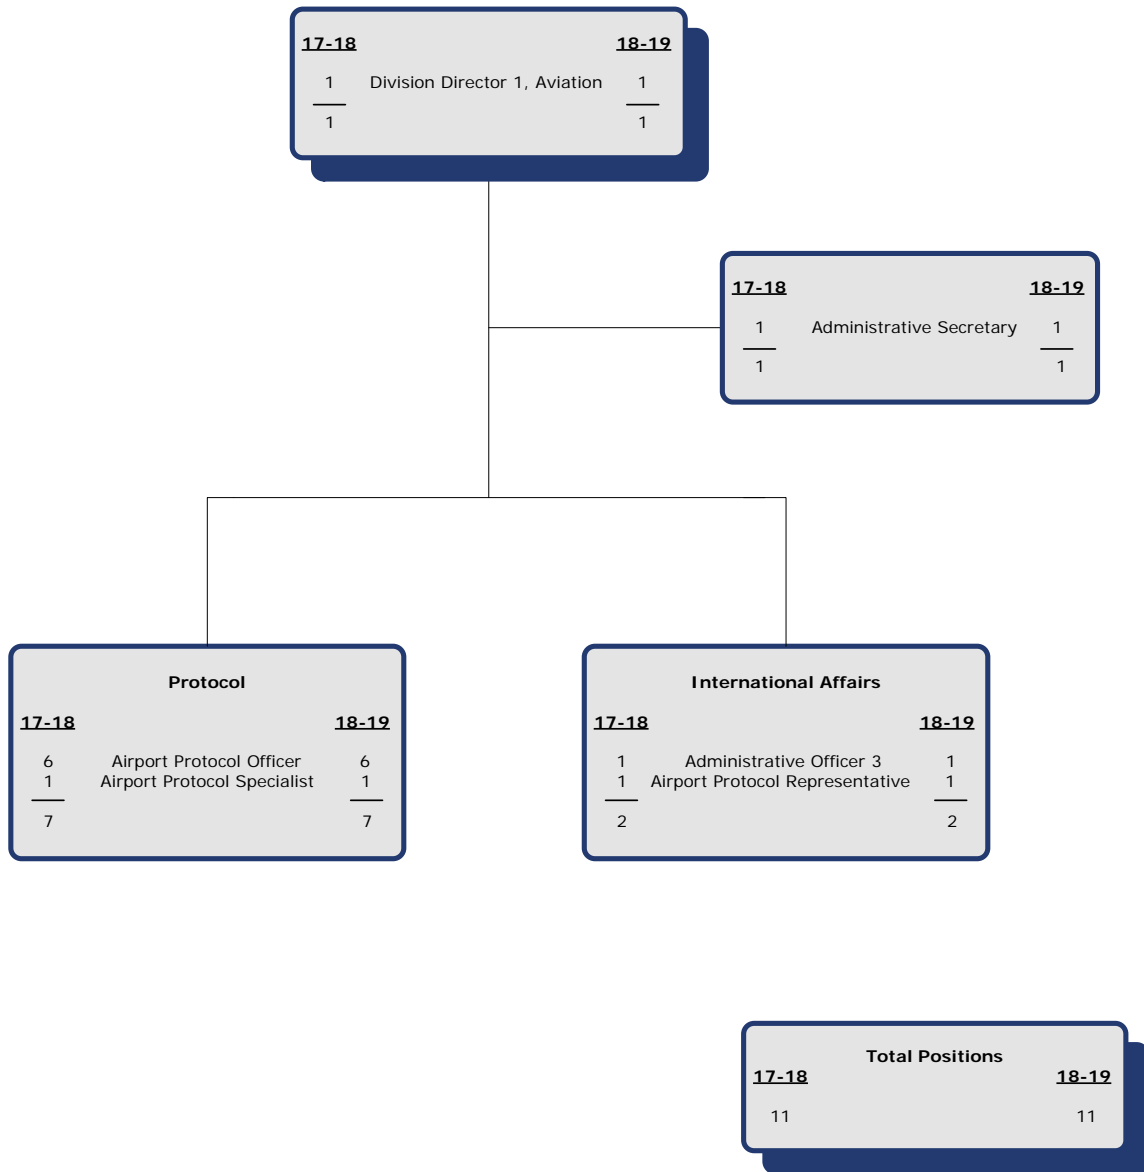 17-18 18-19
1 Division Director 1, Aviation 1
1 1
17-18 18-19
1 Administrative Secretary 1
1 1
Protocol
17-18 18-19
6 Airport Protocol Officer 6
1 Airport Protocol Specialist 1
7 7
International Affairs
17-18 18-19
1 Administrative Officer 3 1
1 Airport Protocol Representative 1
2 2
Total Positions
17-18 18-19
11 11